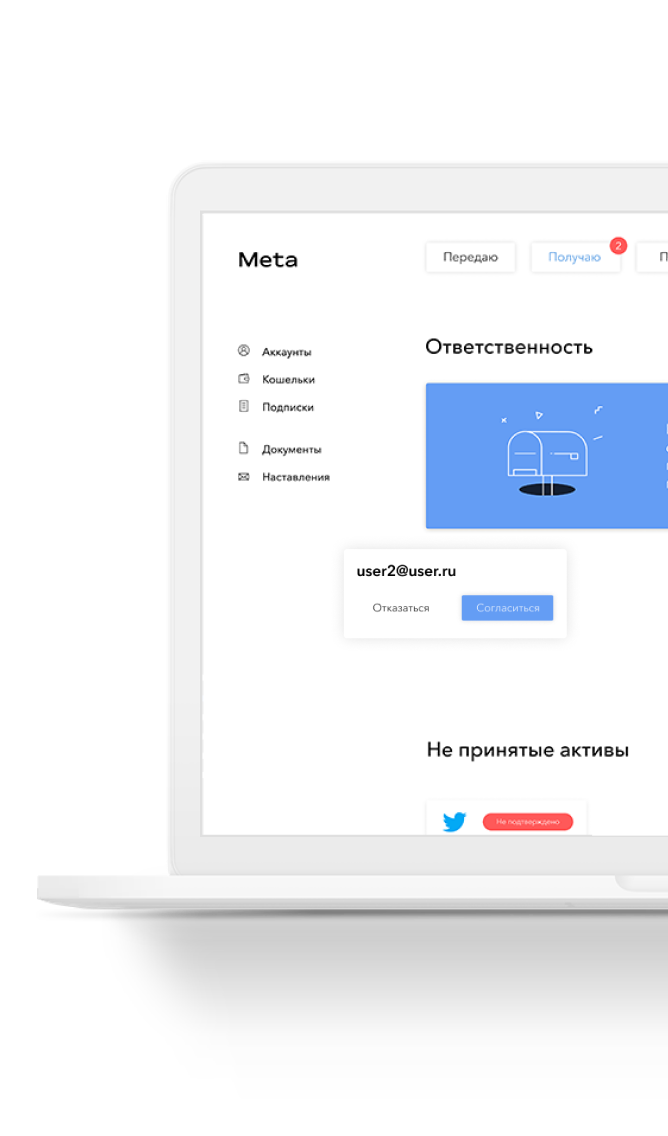 Meta
Передаю
Получаю
2
Аккаунты
Кошельки
Подписки
Документы
Наставления
Ответственность
user2@user.ru
Отказаться
Согласиться
Не принятые активы
Не подтверждено